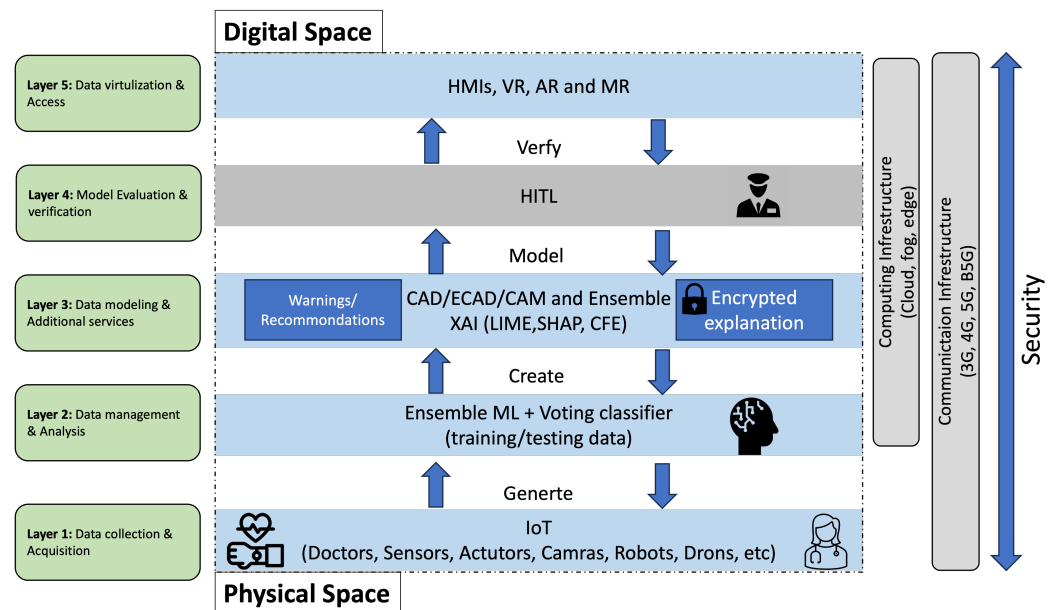 Digital Space
Layer 5: Data virtulization &
Access
HMIs, VR, AR and MR
Verfy
Layer 4: Model Evaluation &
verification
HITL
Model
Layer 3: Data modeling &
Additional services
Warnings/
Recommondations
CAD/ECAD/CAM and Ensemble
XAI (LIME,SHAP, CFE)
Encrypted
explanation
Create
Layer 2: Data management
& Analysis
Ensemble ML + Voting classifier
(training/testing data)
Generte
Layer 1: Data collection &
Acquisition
IoT
(Doctors, Sensors, Actutors, Camras, Robots, Drons, etc)
Physical Space
Computing Infrestructure
(Cloud, fog, edge)
Communictaion Infrestructure
(3G, 4G, 5G, B5G)
Security